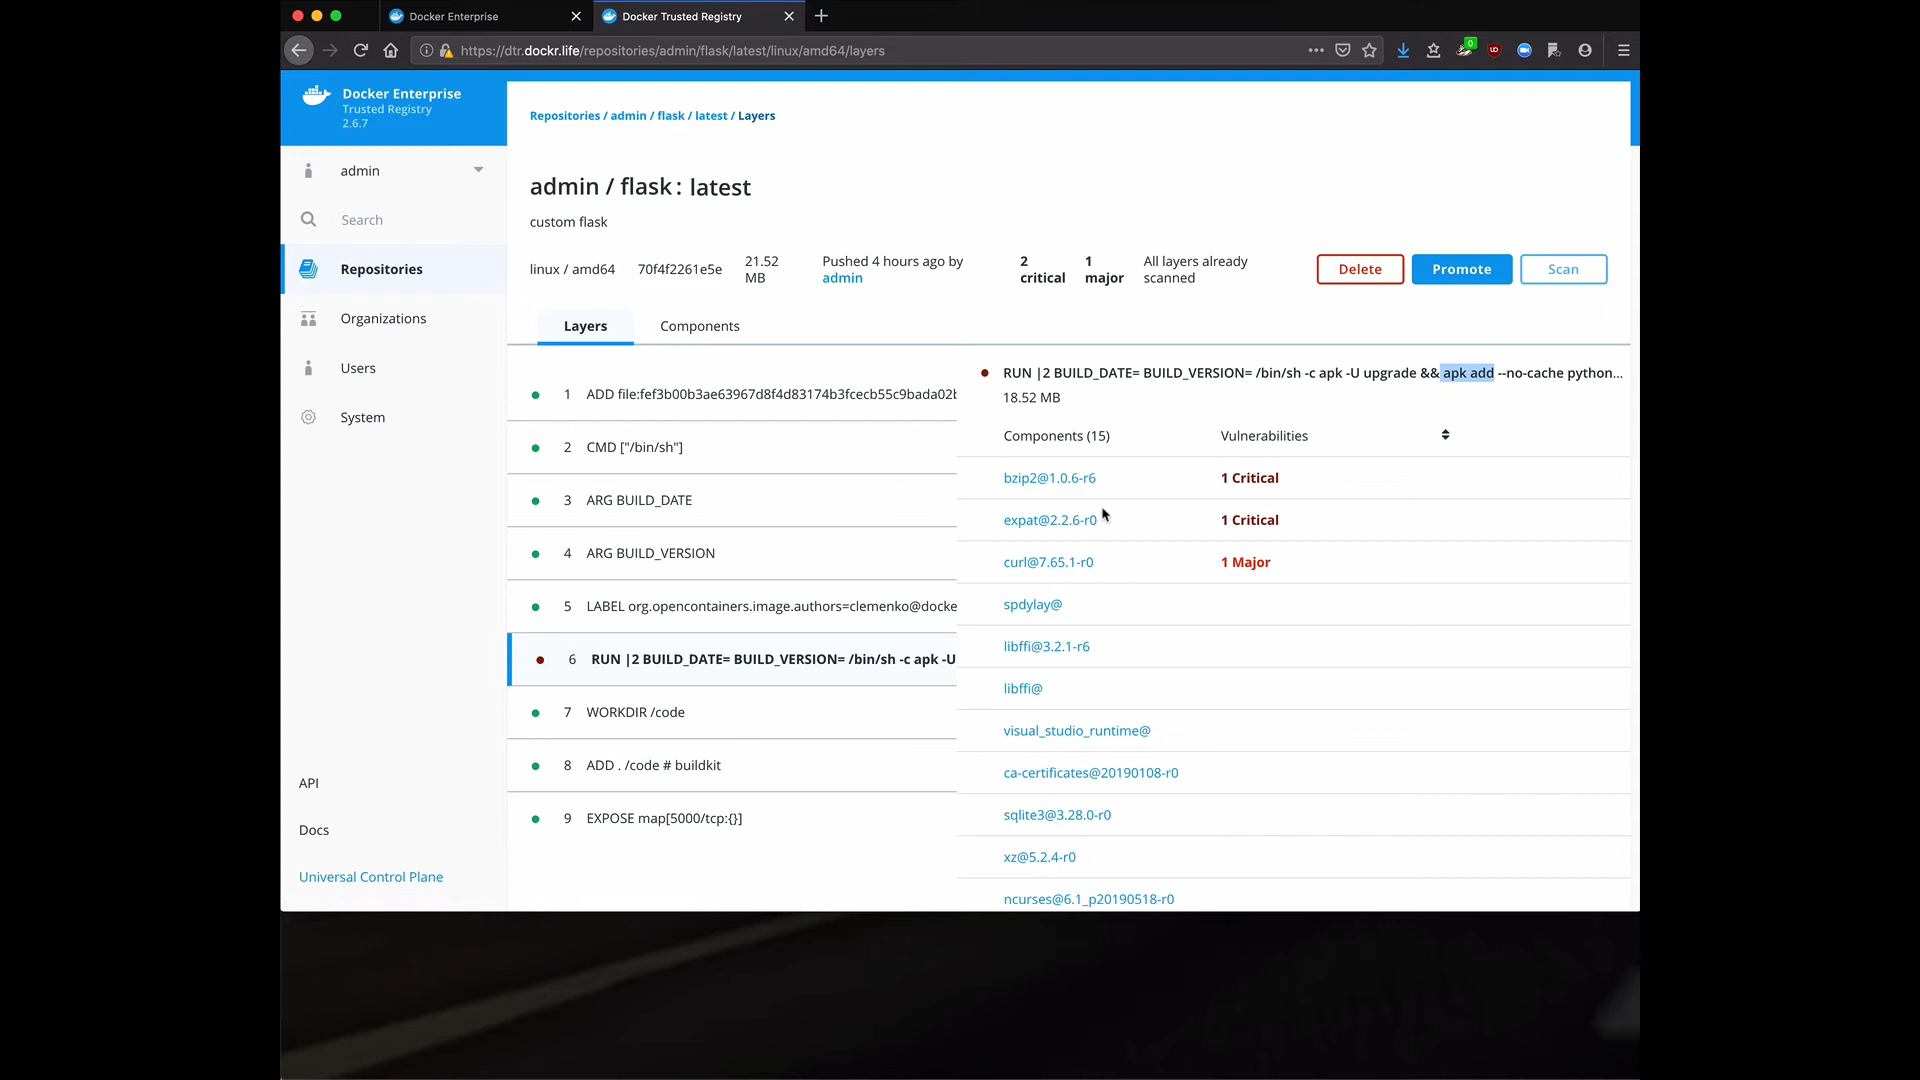 Docker Enterprise
Docker Trusted Registry
https://dtr.dockr.life/repositories/admin/flask/latest/linux/amd64/layers
0
Docker Enterprise
Trusted Registry
2.6.7
admin
Search
Repositories
Organizations
Users
System
API
Docs
Universal Control Plane
Repositories / admin / flask / latest / Layers
admin / flask : latest
custom flask
linux / amd64
70f4f2261e5e
21.52 MB
Pushed 4 hours ago by admin
2 critical
1 major
All layers already scanned
Delete
Promote
Scan
Layers
Components
1 ADD file:fef3b00b3ae63967d8f4d83174b3fcecb55c9bada02b
2 CMD ["/bin/sh"]
3 ARG BUILD_DATE
4 ARG BUILD_VERSION
5 LABEL org.opencontainers.image.authors=clemenko@docke
6 RUN |2 BUILD_DATE= BUILD_VERSION= /bin/sh -c apk -U
7 WORKDIR /code
8 ADD . /code # buildkit
9 EXPOSE map[5000/tcp:{}]
RUN |2 BUILD_DATE= BUILD_VERSION= /bin/sh -c apk -U upgrade && apk add --no-cache python...
18.52 MB
Components (15) Vulnerabilities
bzip2@1.0.6-r6 1 Critical
expat@2.2.6-r0 1 Critical
curl@7.65.1-r0 1 Major
spdylay@
libffi@3.2.1-r6
libffi@
visual_studio_runtime@
ca-certificates@20190108-r0
sqlite3@3.28.0-r0
xz@5.2.4-r0
ncurses@6.1_p20190518-r0